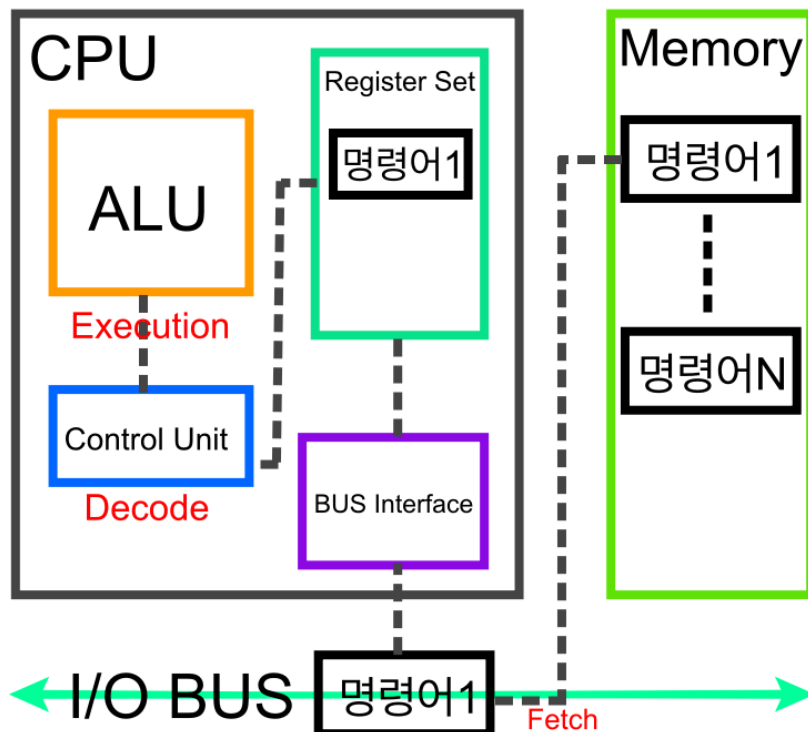 CPU
Register Set
명령어1
ALU
Execution
Control Unit
Decode
BUS Interface
Memory
명령어1
명령어N
I/O BUS
명령어1
Fetch